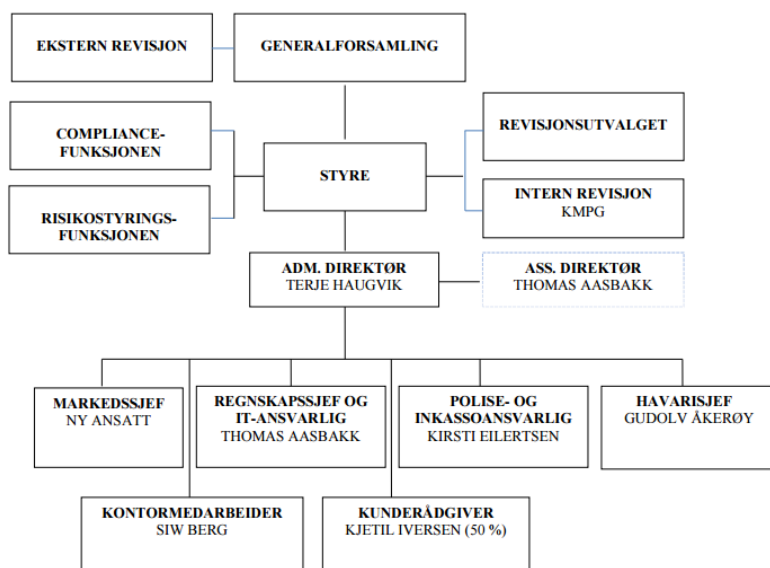 EKSTERN REVISJON
GENERALFORSAMLING
COMPLIANCE-
FUNKSJONEN
REVISJONSUTVALGET
STYRE
RISIKOSTYRINGS-
FUNKSJONEN
INTERN REVISJON
KMPG
ADM. DIREKTØR
TERJE HAUGVIK
ASS. DIREKTØR
THOMAS AASBAKK
MARKEDSSJEF
NY ANSATT
REGNSKAPSSJEF OG
IT-ANSVARLIG
THOMAS AASBAKK
POLISE- OG
INKASSOANSVARLIG
KIRSTI EILERTSEN
HAVARISJEF
GUDOLV ÅKERØY
KONTORMEDARBEIDER
SIW BERG
KUNDERÅDGIVER
KJETIL IVERSEN (50 %)